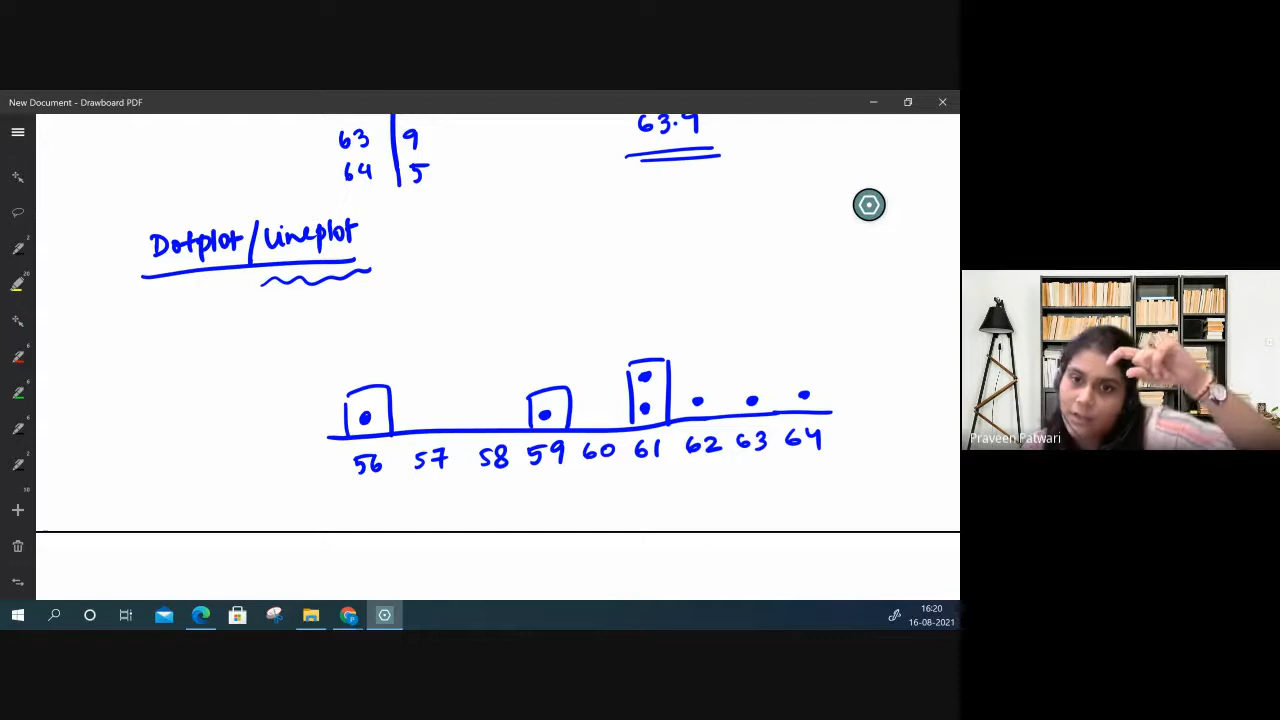 New Document - Drawboard PDF
63 | 9
64 | 5
63.9
Dotplot/Lineplot
56 57 58 59 60 61 62 63 64
Praveen Patwari
16:20
16-08-2021